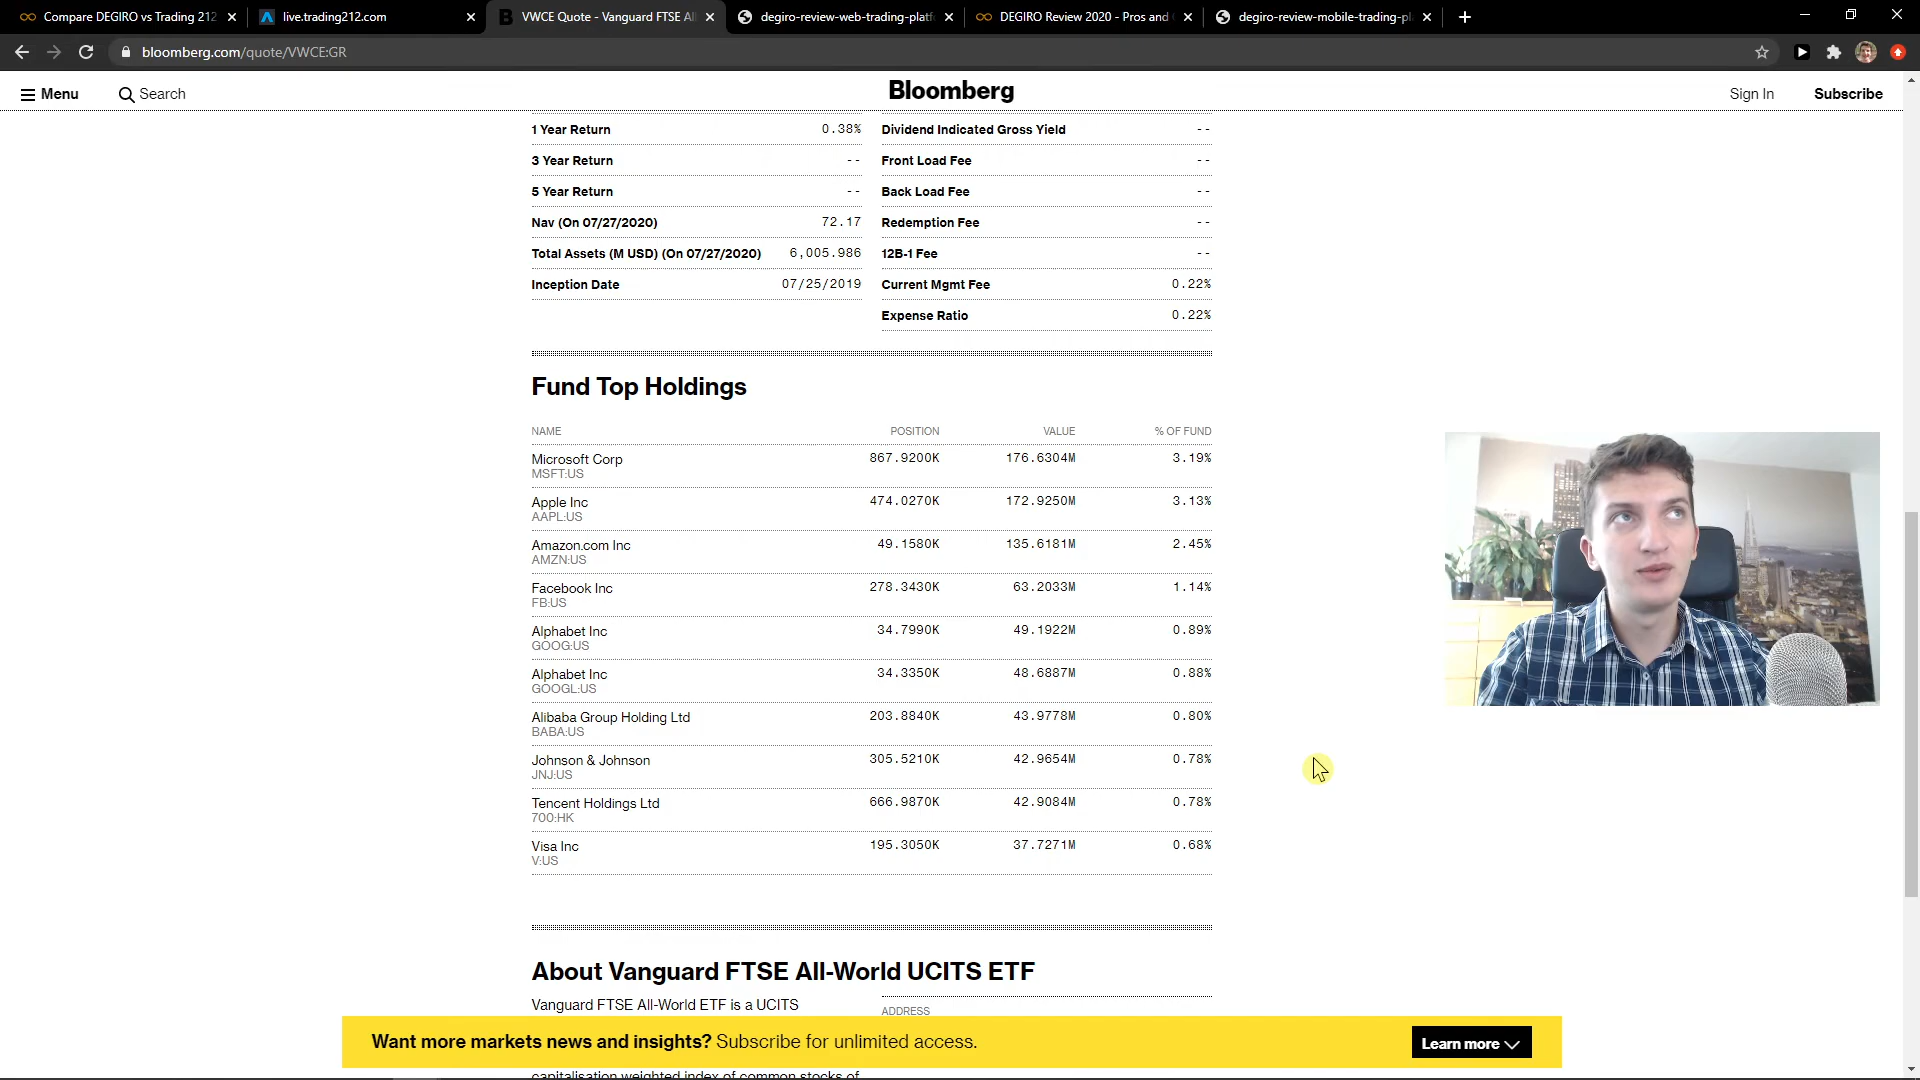 Compare DEGIRO vs Trading 212
live.trading212.com
VWCE Quote - Vanguard FTSE Al
degiro-review-web-trading-platf
DEGIRO Review 2020 - Pros and
degiro-review-mobile-trading-pl
bloomberg.com/quote/VWCE:GR
Menu
Search
Bloomberg
Sign In
Subscribe
1 Year Return 0.38%
3 Year Return --
5 Year Return --
Nav (On 07/27/2020) 72.17
Total Assets (M USD) (On 07/27/2020) 6,005.986
Inception Date 07/25/2019
Dividend Indicated Gross Yield --
Front Load Fee --
Back Load Fee --
Redemption Fee --
12B-1 Fee --
Current Mgmt Fee 0.22%
Expense Ratio 0.22%
Fund Top Holdings
NAME POSITION VALUE % OF FUND
Microsoft Corp 867.9200K 176.6304M 3.19%
MSFT:US
Apple Inc 474.0270K 172.9250M 3.13%
AAPL:US
Amazon.com Inc 49.1580K 135.6181M 2.45%
AMZN:US
Facebook Inc 278.3430K 63.2033M 1.14%
FB:US
Alphabet Inc 34.7990K 49.1922M 0.89%
GOOG:US
Alphabet Inc 34.3350K 48.6887M 0.88%
GOOGL:US
Alibaba Group Holding Ltd 203.8840K 43.9778M 0.80%
BABA:US
Johnson & Johnson 305.5210K 42.9654M 0.78%
JNJ:US
Tencent Holdings Ltd 666.9870K 42.9084M 0.78%
700:HK
Visa Inc 195.3050K 37.7271M 0.68%
V:US
About Vanguard FTSE All-World UCITS ETF
Vanguard FTSE All-World ETF is a UCITS
ADDRESS
Want more markets news and insights? Subscribe for unlimited access.
Learn more
capitalisation weighted index of common stocks of